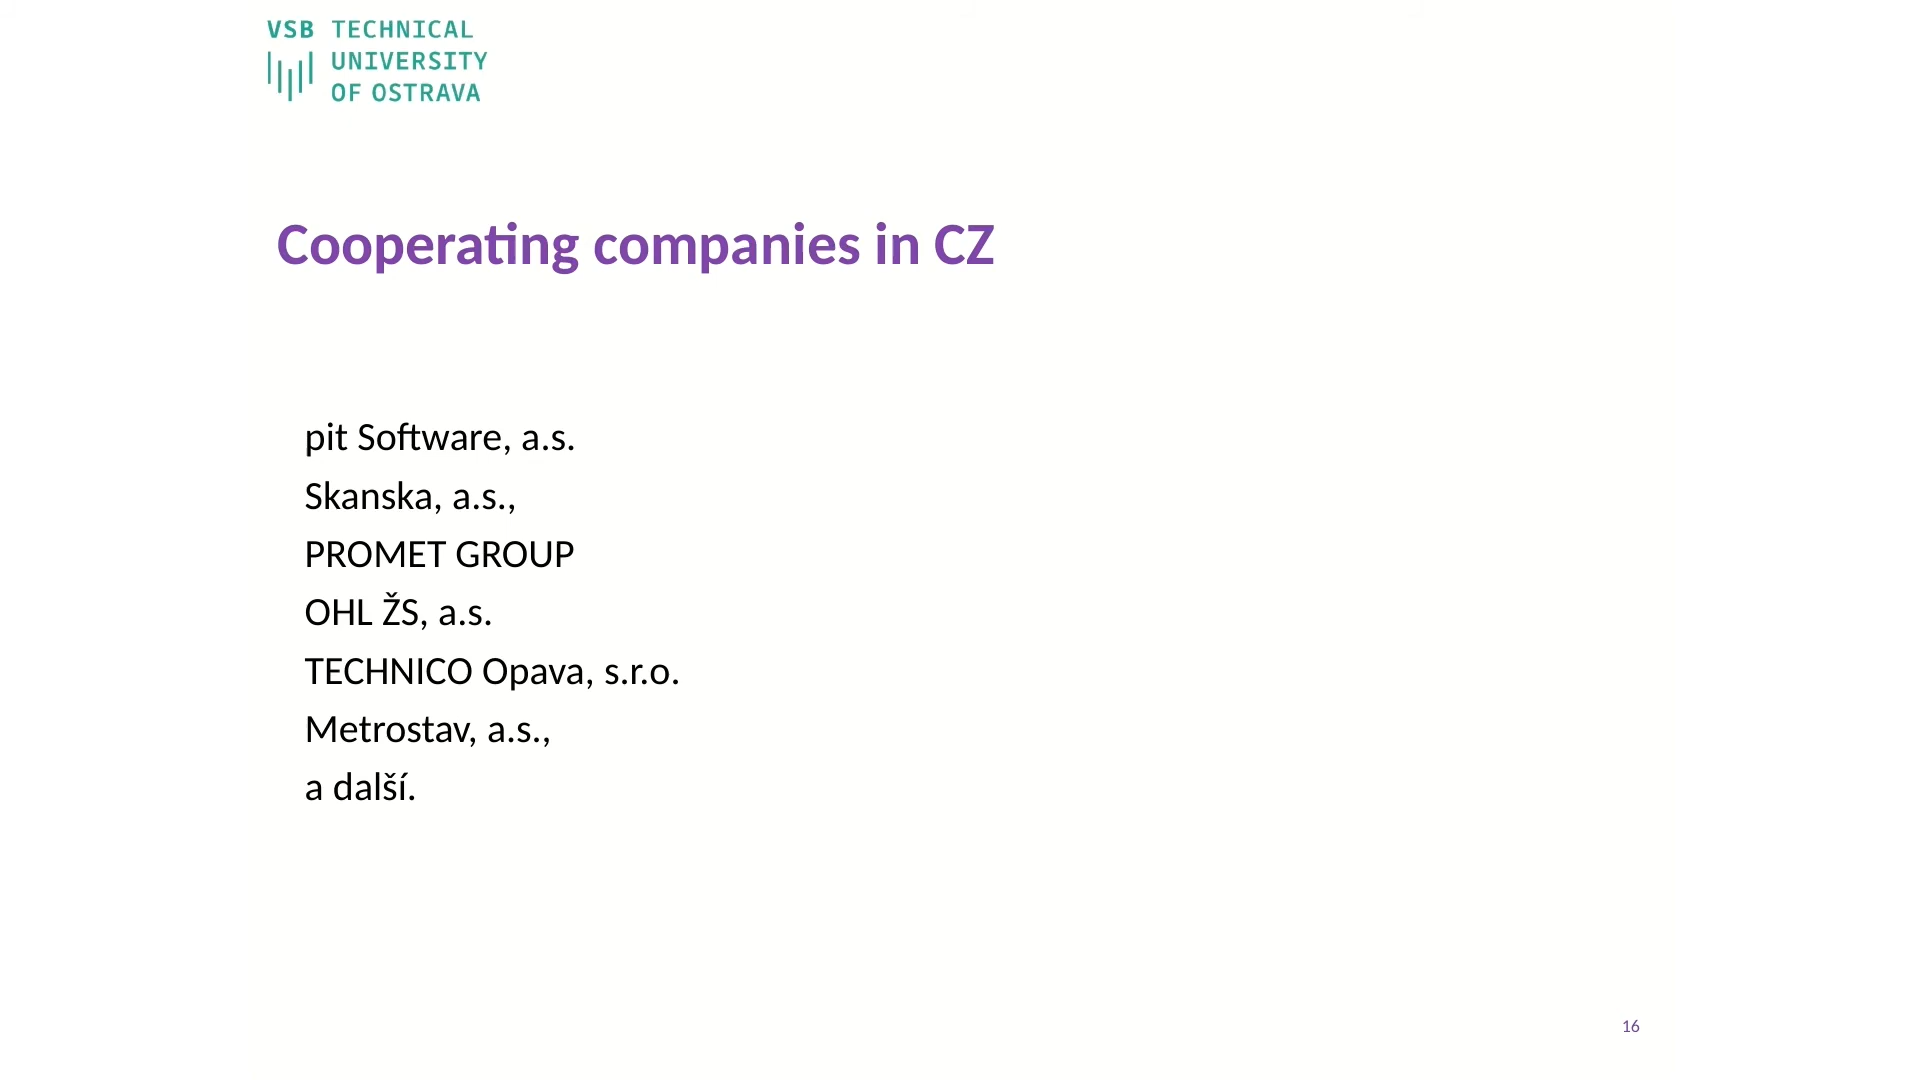 VSB TECHNICAL
UNIVERSITY
OF OSTRAVA
Cooperating companies in CZ
pit Software, a.s.
Skanska, a.s.,
PROMET GROUP
OHL ŽS, a.s.
TECHNICO Opava, s.r.o.
Metrostav, a.s.,
a další.
16